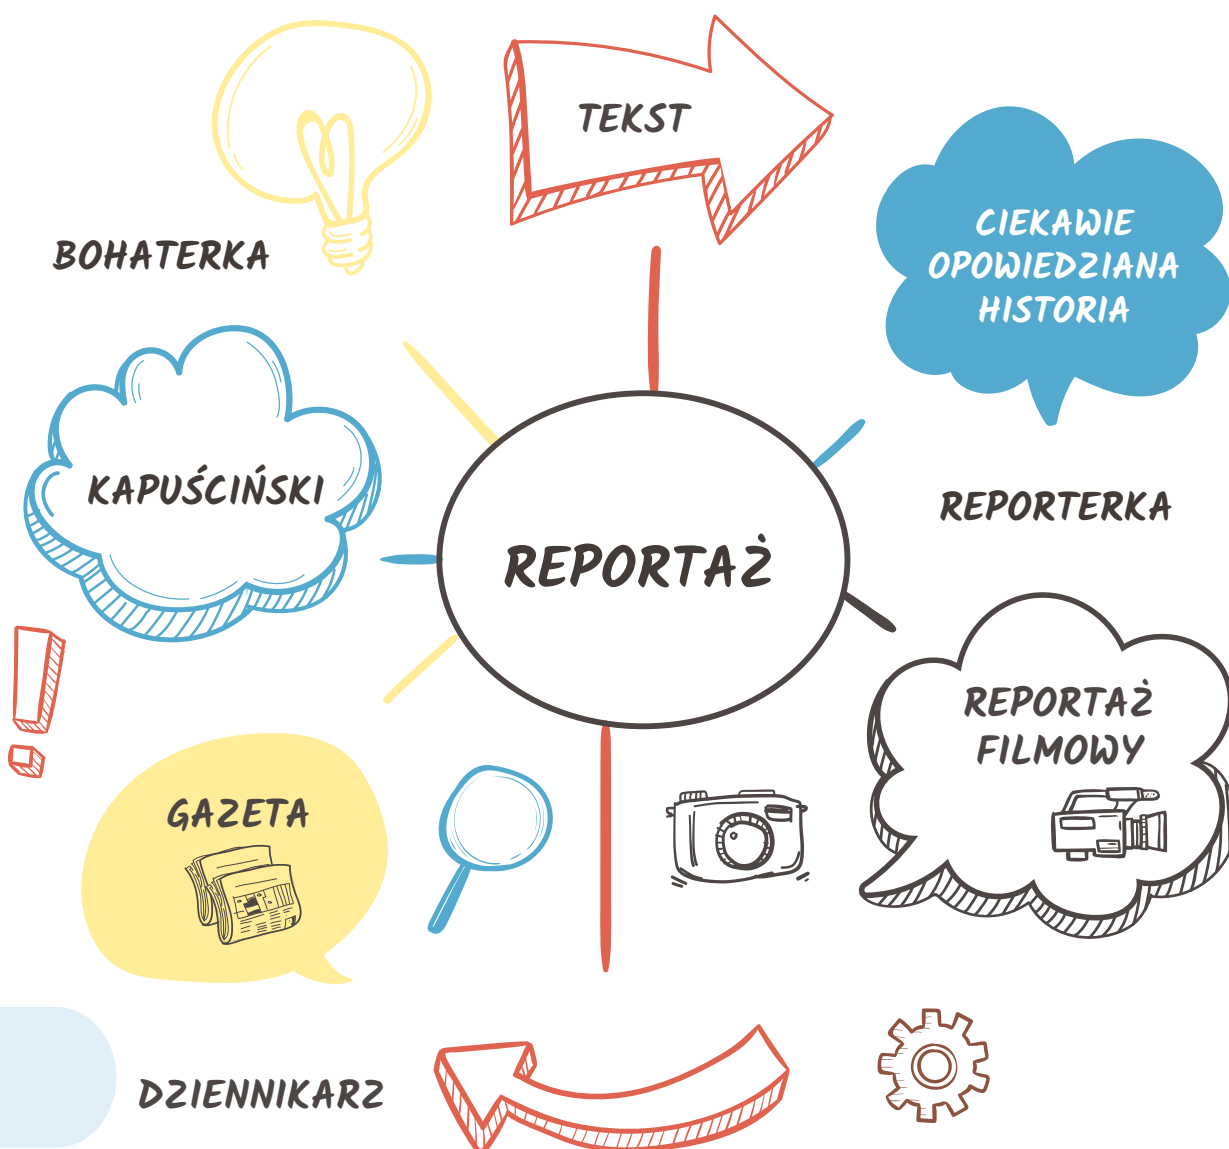 TEKST
CIEKAWIE
OPOWIEDZIANA
HISTORIA
BOHATERKA
KAPUŚCIŃSKI
REPORTERKA
REPORTAŻ
REPORTAŻ
FILMOWY
GAZETA
DZIENNIKARZ